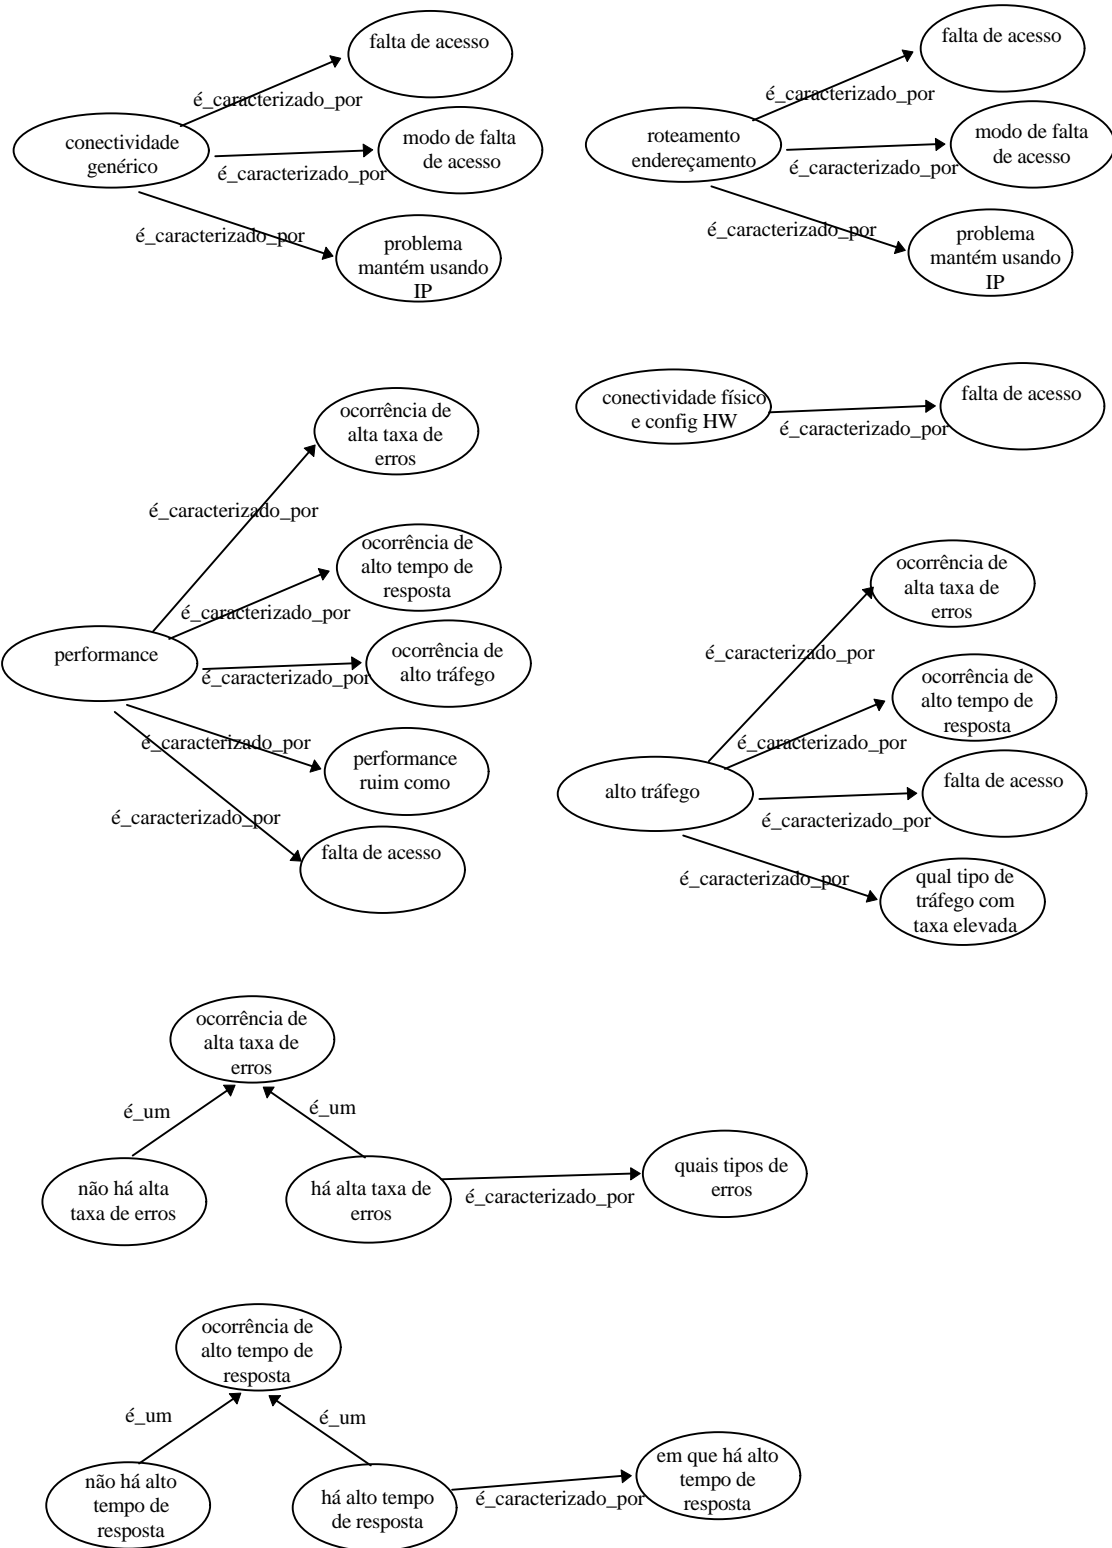 falta de acesso
é_caracterizado_por
conectividade
genérico
modo de falta
de acesso
é_caracterizado_por
é_caracterizado_por
problema
mantém usando
IP
falta de acesso
é_caracterizado_por
roteamento
endereçamento
modo de falta
de acesso
é_caracterizado_por
é_caracterizado_por
problema
mantém usando
IP
conectividade físico
e config HW
é_caracterizado_por
falta de acesso
ocorrência de
alta taxa de
erros
é_caracterizado_por
ocorrência de
alto tempo de
resposta
é_caracterizado_por
performance
é_caracterizado_por
ocorrência de
alto tráfego
é_caracterizado_por
performance
ruim como
é_caracterizado_por
falta de acesso
ocorrência de
alta taxa de
erros
é_caracterizado_por
ocorrência de
alto tempo de
resposta
é_caracterizado_por
alto tráfego
falta de acesso
é_caracterizado_por
é_caracterizado_por
qual tipo de
tráfego com
taxa elevada
ocorrência de
alta taxa de
erros
é_um
é_um
não há alta
taxa de erros
há alta taxa de
erros
é_caracterizado_por
quais tipos de
erros
ocorrência de
alto tempo de
resposta
é_um
é_um
não há alto
tempo de
resposta
há alto tempo
de resposta
é_caracterizado_por
em que há alto
tempo de
resposta